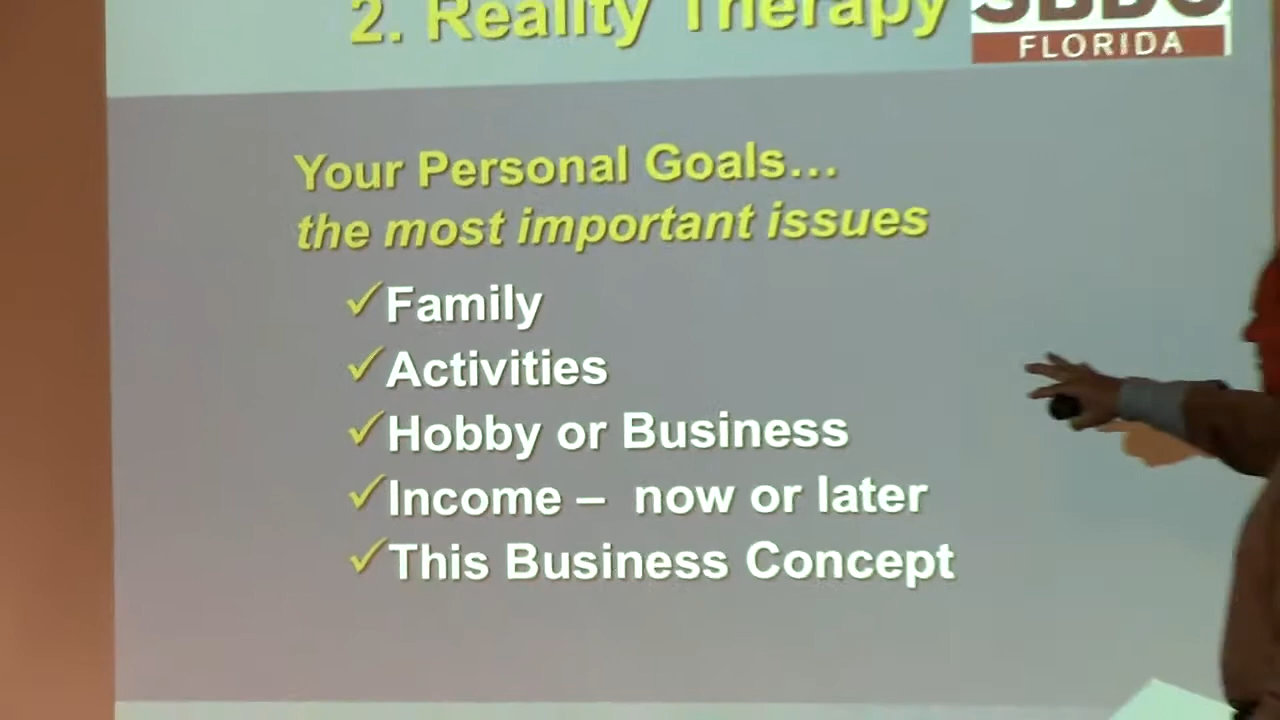 2. Reality Therapy
SBDC
FLORIDA
Your Personal Goals...
the most important issues
✓Family
✓Activities
✓Hobby or Business
✓Income – now or later
✓This Business Concept